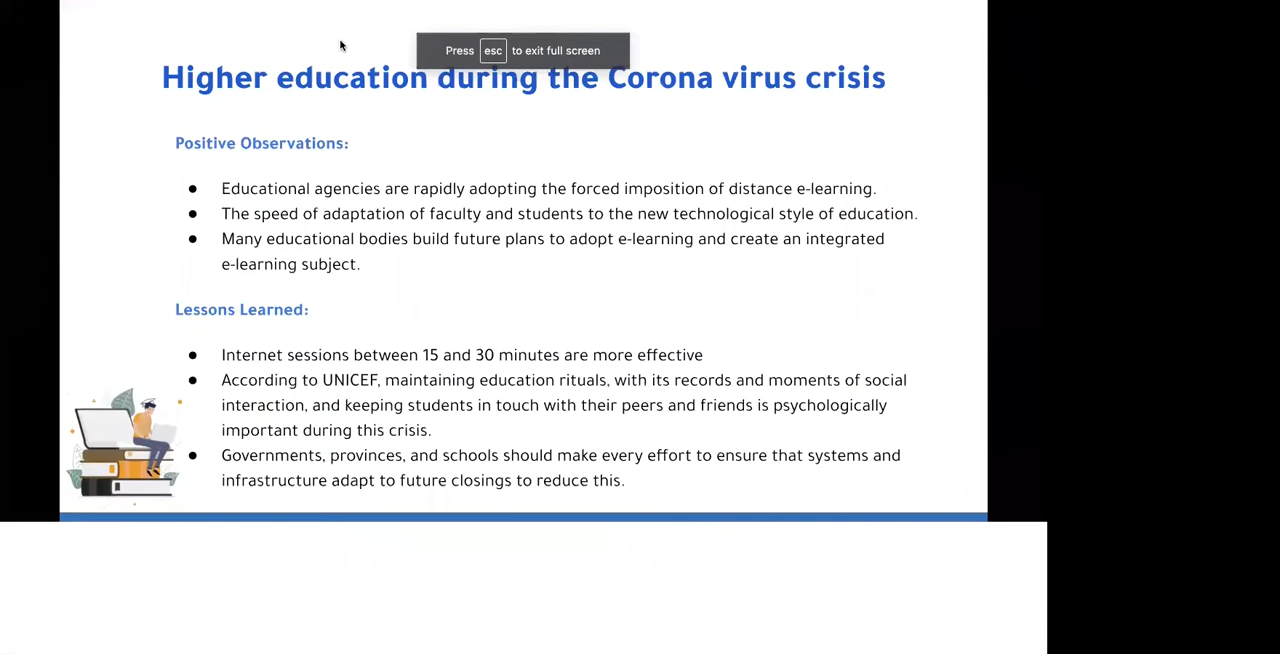 Press esc to exit full screen
Higher education during the Corona virus crisis
Positive Observations:
● Educational agencies are rapidly adopting the forced imposition of distance e-learning.
● The speed of adaptation of faculty and students to the new technological style of education.
● Many educational bodies build future plans to adopt e-learning and create an integrated
e-learning subject.
Lessons Learned:
● Internet sessions between 15 and 30 minutes are more effective
● According to UNICEF, maintaining education rituals, with its records and moments of social
interaction, and keeping students in touch with their peers and friends is psychologically
important during this crisis.
● Governments, provinces, and schools should make every effort to ensure that systems and
infrastructure adapt to future closings to reduce this.